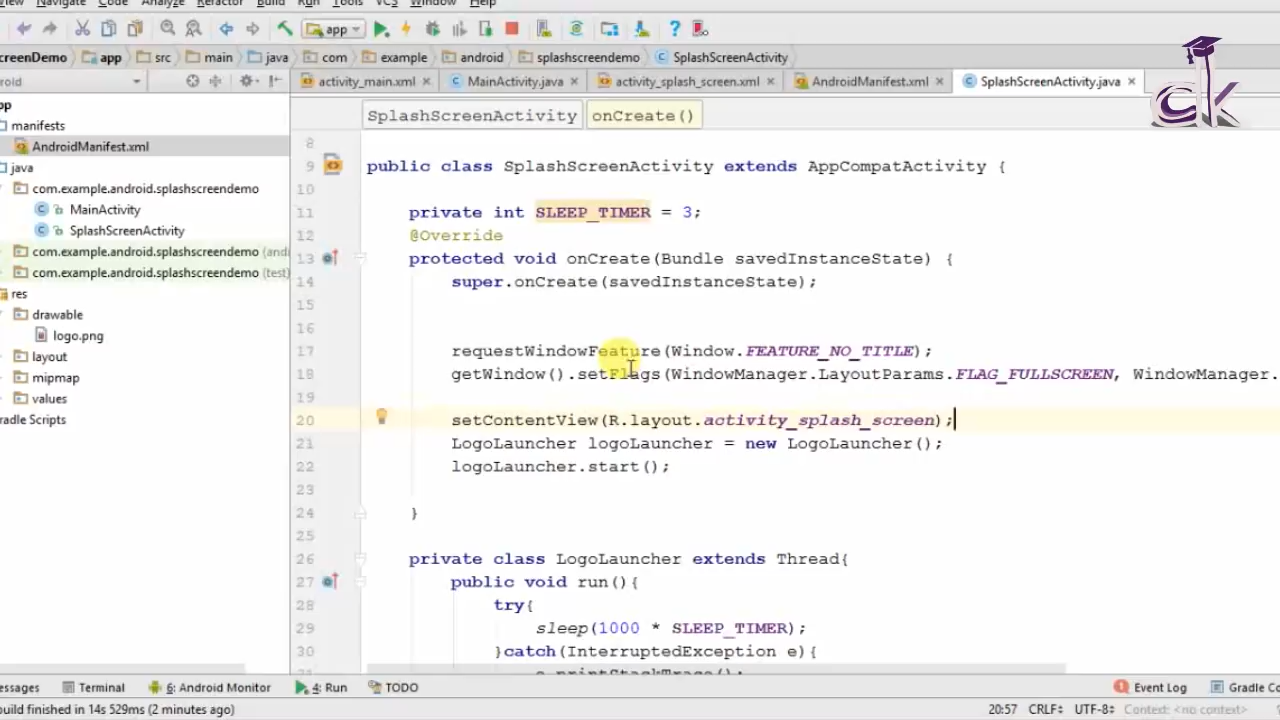 View Navigate Code Analyze Refactor Build Run Tools VCS Window Help
app
screenDemo app src main java com example android splashscreendemo SplashScreenActivity
roid activity_main.xml MainActivity.java activity_splash_screen.xml AndroidManifest.xml SplashScreenActivity.java
ck
SplashScreenActivity onCreate()
pp
manifests
AndroidManifest.xml
java
com.example.android.splashscreendemo
MainActivity
SplashScreenActivity
com.example.android.splashscreendemo (and
com.example.android.splashscreendemo (test)
res
drawable
logo.png
layout
mipmap
values
radle Scripts
8
9 public class SplashScreenActivity extends AppCompatActivity {
10
11 private int SLEEP_TIMER = 3;
12 @Override
13 protected void onCreate(Bundle savedInstanceState) {
14 super.onCreate(savedInstanceState);
15
16
17 requestWindowFeature(Window.FEATURE_NO_TITLE);
18 getWindow().setFlags(WindowManager.LayoutParams.FLAG_FULLSCREEN, WindowManager.
20 setContentView(R.layout.activity_splash_screen);
21 LogoLauncher logoLauncher = new LogoLauncher();
22 logoLauncher.start();
23
24 }
25
26 private class LogoLauncher extends Thread{
27 public void run(){
28 try{
29 sleep(1000 * SLEEP_TIMER);
30 }catch(InterruptedException e){
e.printStackTrace();
essages Terminal 6: Android Monitor 4: Run TODO Event Log Gradle Co
build finished in 14s 529ms (2 minutes ago) 20:57 CRLF UTF-8 Context: <no context>